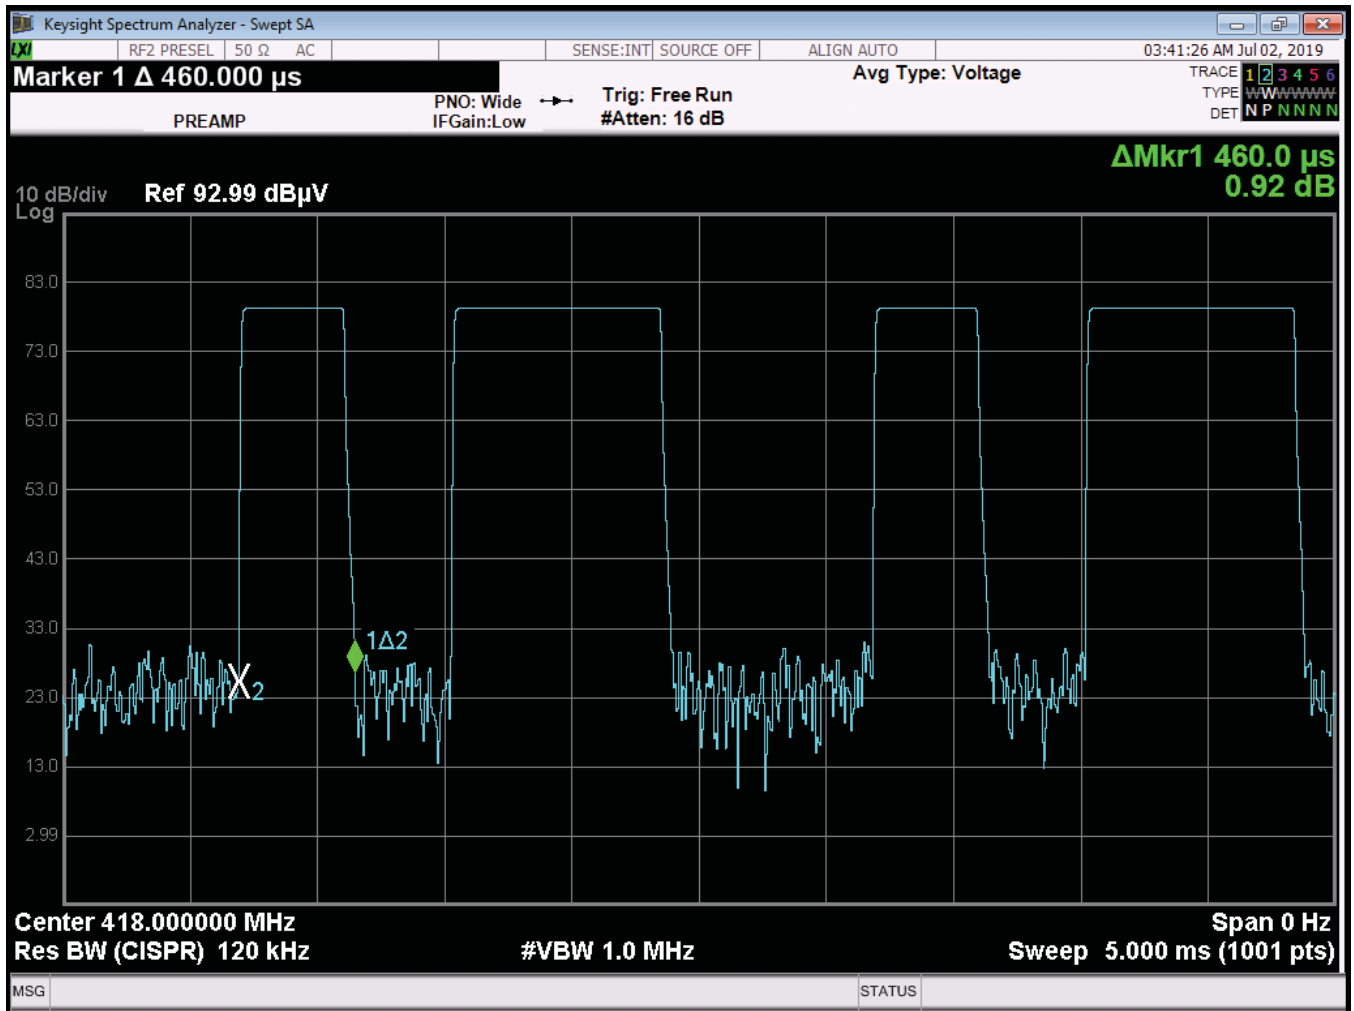 Keysight Spectrum Analyzer - Swept SA
LXI RF2 PRESEL 50 Ω AC SENSE:INT SOURCE OFF ALIGN AUTO 03:41:26 AM Jul 02, 2019
Marker 1 Δ 460.000 µs Avg Type: Voltage TRACE 1 2 3 4 5 6
PNO: Wide Trig: Free Run TYPE W W W W W W
PREAMP IFGain:Low #Atten: 16 dB DET N P N N N N
ΔMkr1 460.0 µs
0.92 dB
10 dB/div Ref 92.99 dBµV
Log
83.0
73.0
63.0
53.0
43.0
33.0
1Δ2
2
23.0
13.0
2.99
Center 418.000000 MHz Span 0 Hz
Res BW (CISPR) 120 kHz #VBW 1.0 MHz Sweep 5.000 ms (1001 pts)
MSG STATUS